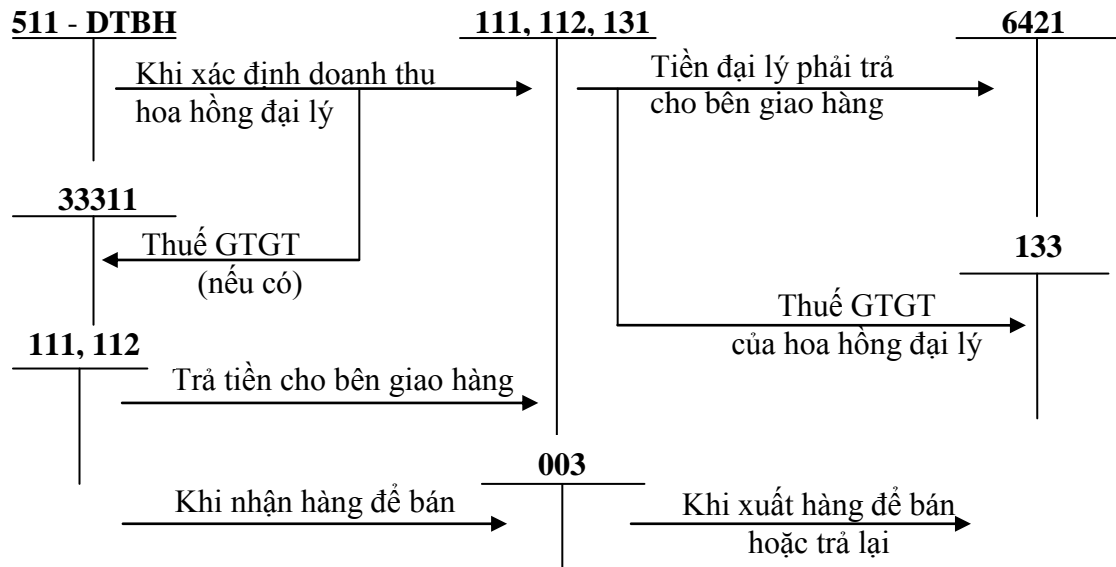 511 - DTBH
111, 112, 131
6421
Khi xác định doanh thu
hoa hồng đại lý
Tiền đại lý phải trả
cho bên giao hàng
33311
Thuế GTGT
(nếu có)
133
Thuế GTGT
của hoa hồng đại lý
111, 112
Trả tiền cho bên giao hàng
003
Khi nhận hàng để bán
Khi xuất hàng để bán
hoặc trả lại